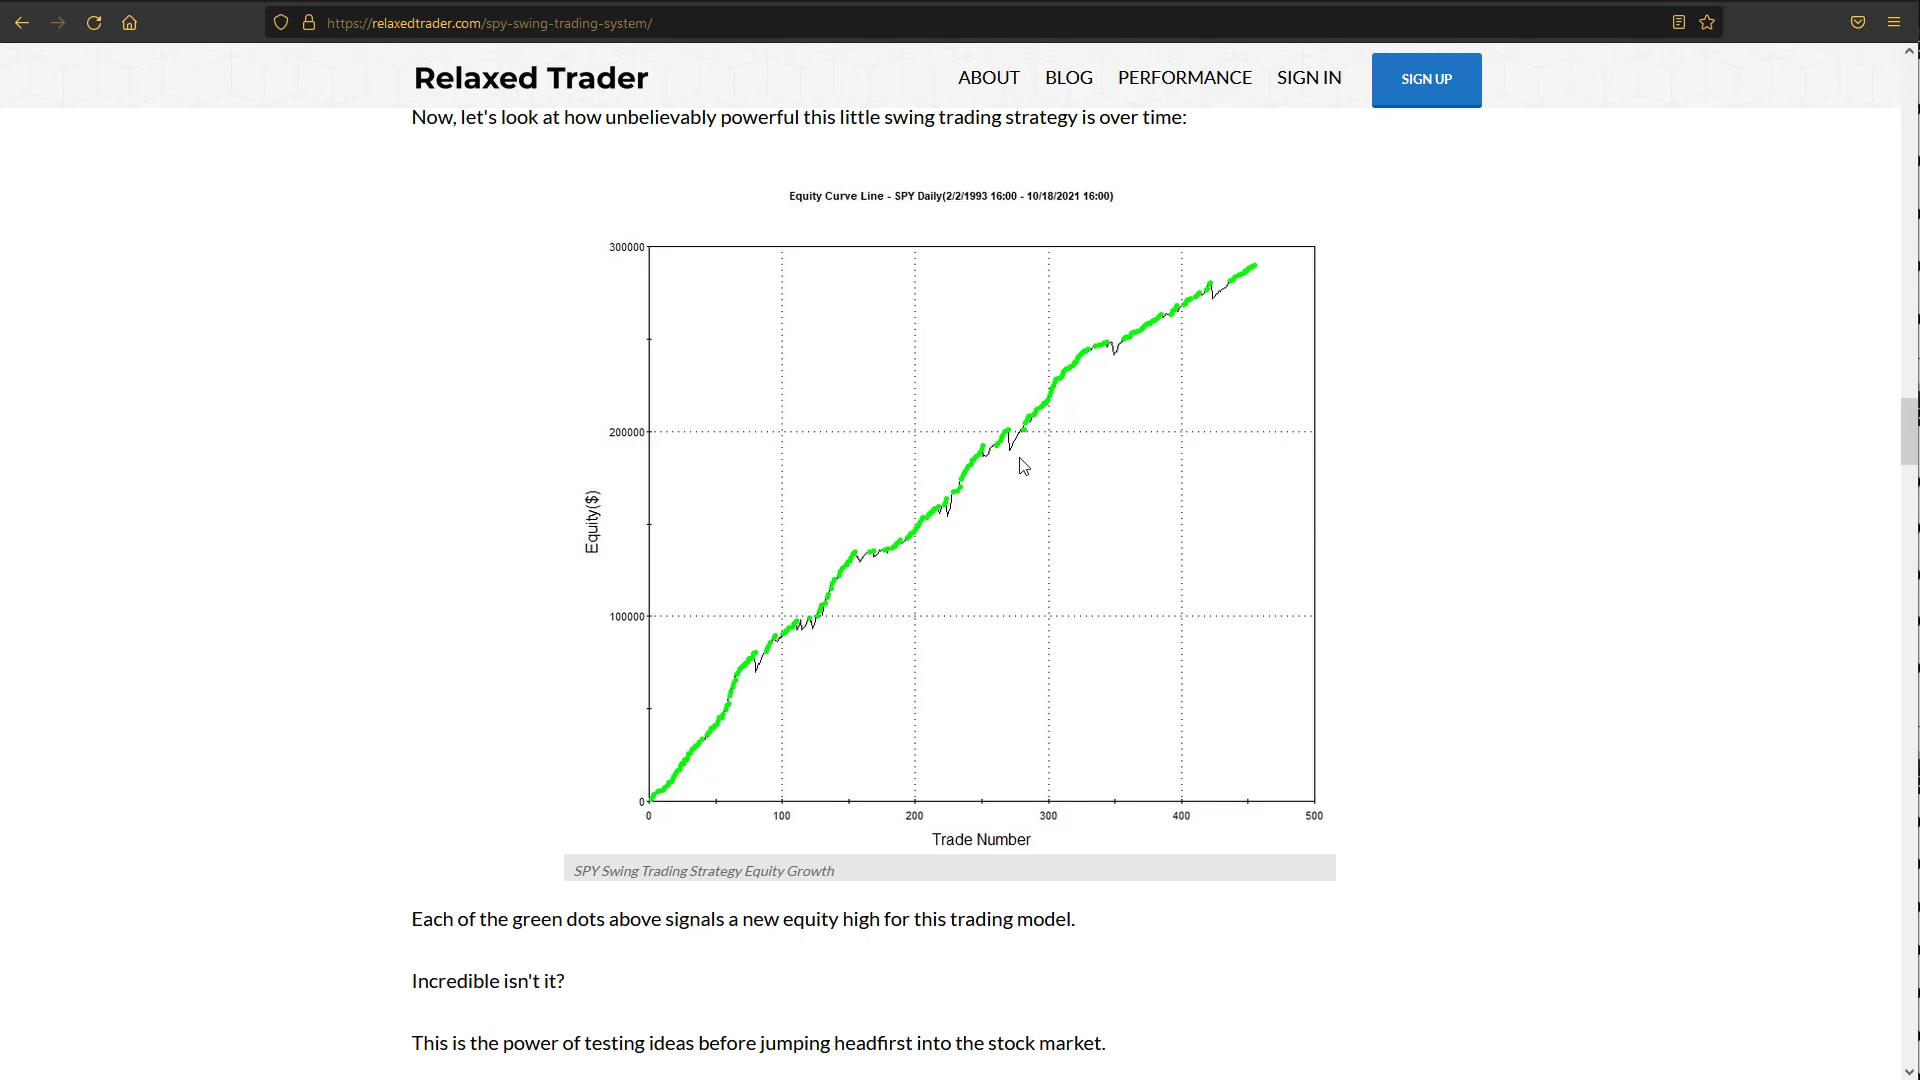 https://relaxedtrader.com/spy-swing-trading-system/
Relaxed Trader
ABOUT
BLOG
PERFORMANCE
SIGN IN
SIGN UP
Now, let's look at how unbelievably powerful this little swing trading strategy is over time:
Equity Curve Line - SPY Daily(2/2/1993 16:00 - 10/18/2021 16:00)
300000
200000
100000
0
Equity($)
0
100
200
300
400
500
Trade Number
SPY Swing Trading Strategy Equity Growth
Each of the green dots above signals a new equity high for this trading model.
Incredible isn't it?
This is the power of testing ideas before jumping headfirst into the stock market.